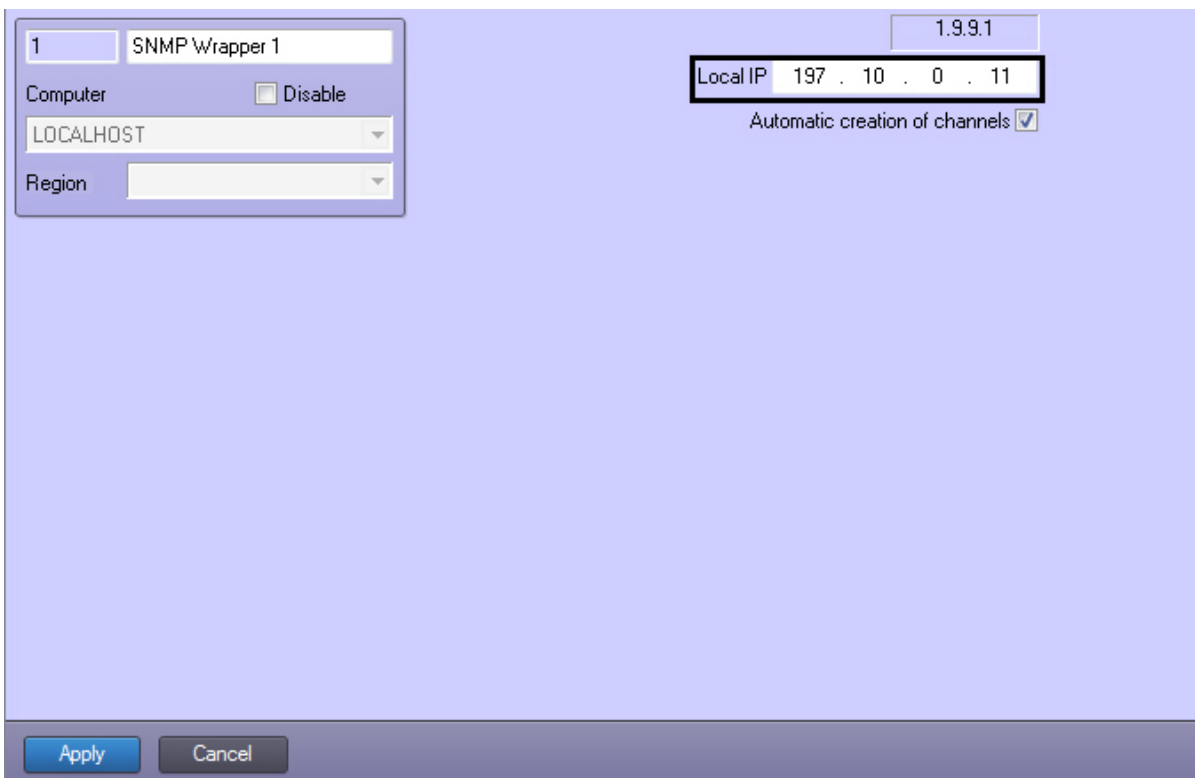 1 SNMP Wrapper 1
Computer Disable
LOCALHOST
Region
1.9.9.1
Local IP 197 . 10 . 0 . 11
Automatic creation of channels
Apply Cancel